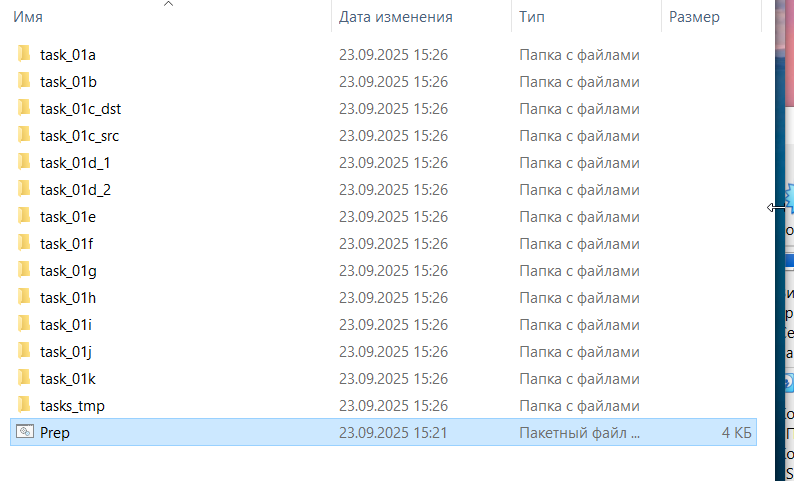 Имя Дата изменения Тип Размер
task_01a 23.09.2025 15:26 Папка с файлами
task_01b 23.09.2025 15:26 Папка с файлами
task_01c_dst 23.09.2025 15:26 Папка с файлами
task_01c_src 23.09.2025 15:26 Папка с файлами
task_01d_1 23.09.2025 15:26 Папка с файлами
task_01d_2 23.09.2025 15:26 Папка с файлами
task_01e 23.09.2025 15:26 Папка с файлами
task_01f 23.09.2025 15:26 Папка с файлами
task_01g 23.09.2025 15:26 Папка с файлами
task_01h 23.09.2025 15:26 Папка с файлами
task_01i 23.09.2025 15:26 Папка с файлами
task_01j 23.09.2025 15:26 Папка с файлами
task_01k 23.09.2025 15:26 Папка с файлами
tasks_tmp 23.09.2025 15:26 Папка с файлами
Prep 23.09.2025 15:21 Пакетный файл ... 4 КБ